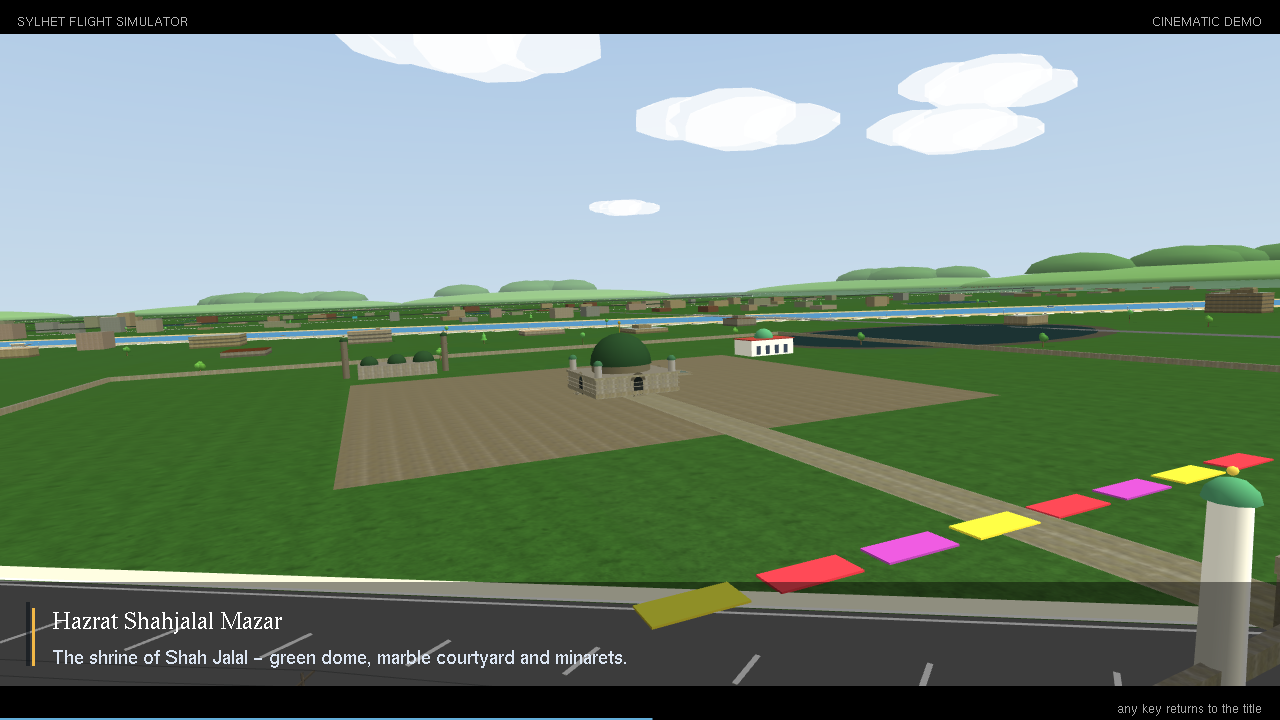 SYLHET FLIGHT SIMULATOR
CINEMATIC DEMO
Hazrat Shahjalal Mazar
The shrine of Shah Jalal – green dome, marble courtyard and minarets.
any key returns to the title